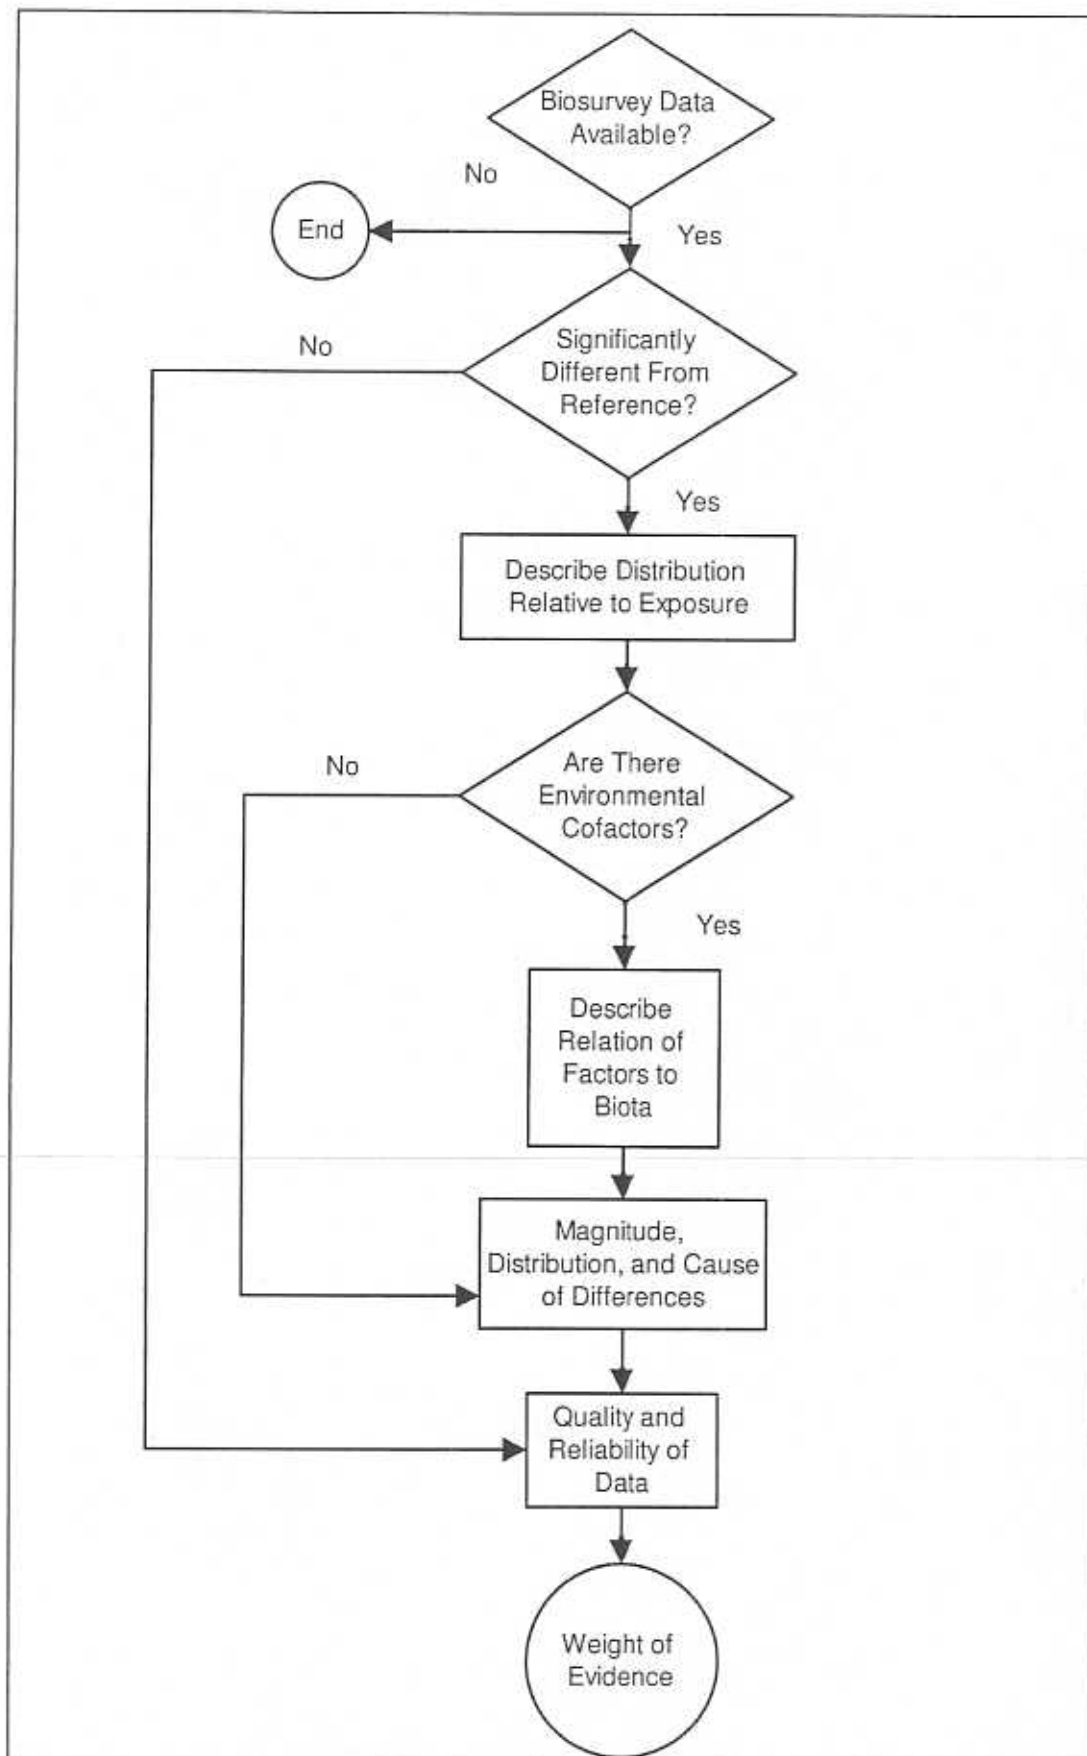 Biosurvey Data
Available?
No
End
Yes
Significantly
Different From
Reference?
No
Yes
Describe Distribution
Relative to Exposure
Are There
Environmental
Cofactors?
No
Yes
Describe
Relation of
Factors to
Biota
Magnitude,
Distribution, and Cause
of Differences
Quality and
Reliability of
Data
Weight of
Evidence